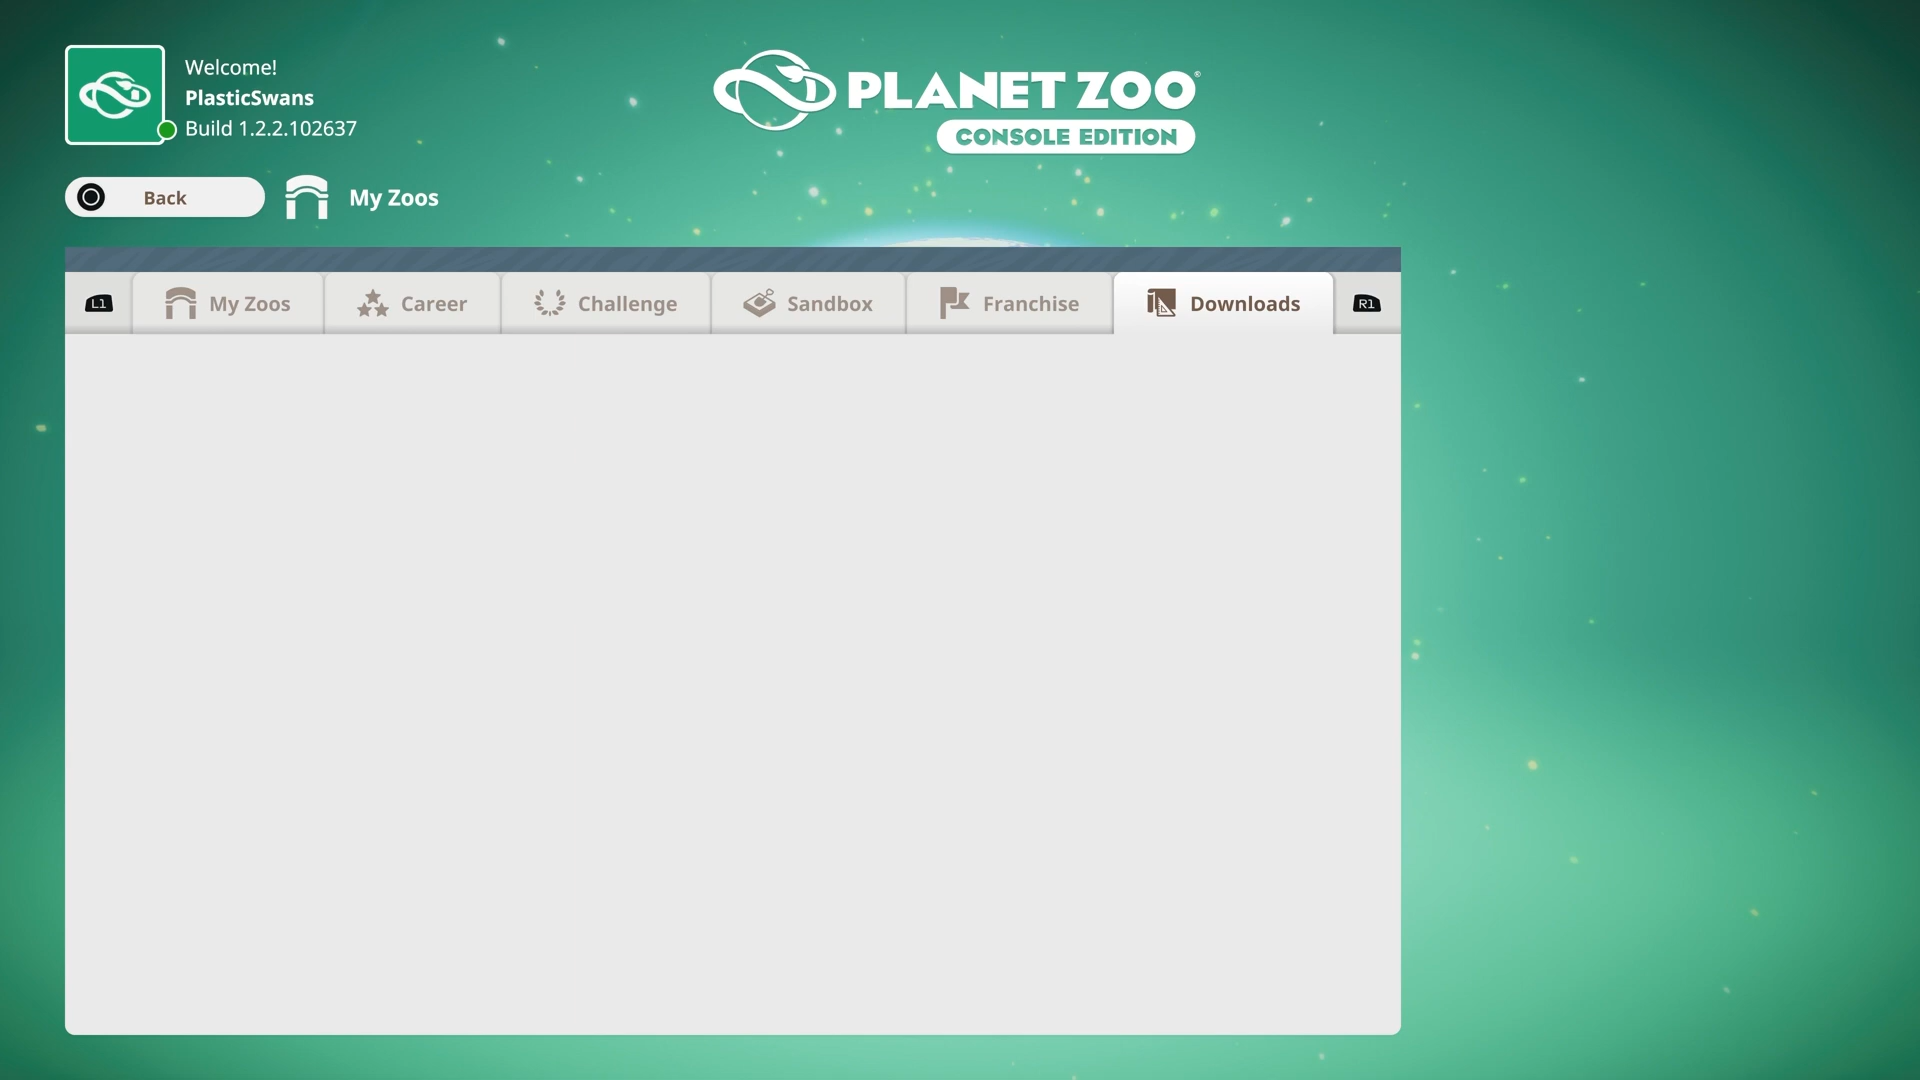 Welcome!
PlasticSwans
Build 1.2.2.102637
PLANET ZOO®
CONSOLE EDITION
Back
My Zoos
L1
My Zoos
Career
Challenge
Sandbox
Franchise
Downloads
R1